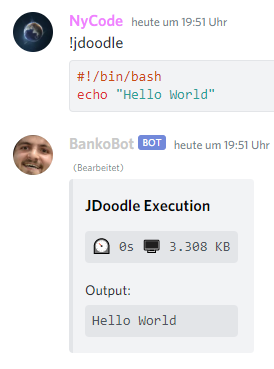 NyCode heute um 19:51 Uhr
!jdoodle
#!/bin/bash
echo "Hello World"
BankoBot BOT heute um 19:51 Uhr
(Bearbeitet)
JDoodle Execution
0s 3.308 KB
Output:
Hello World